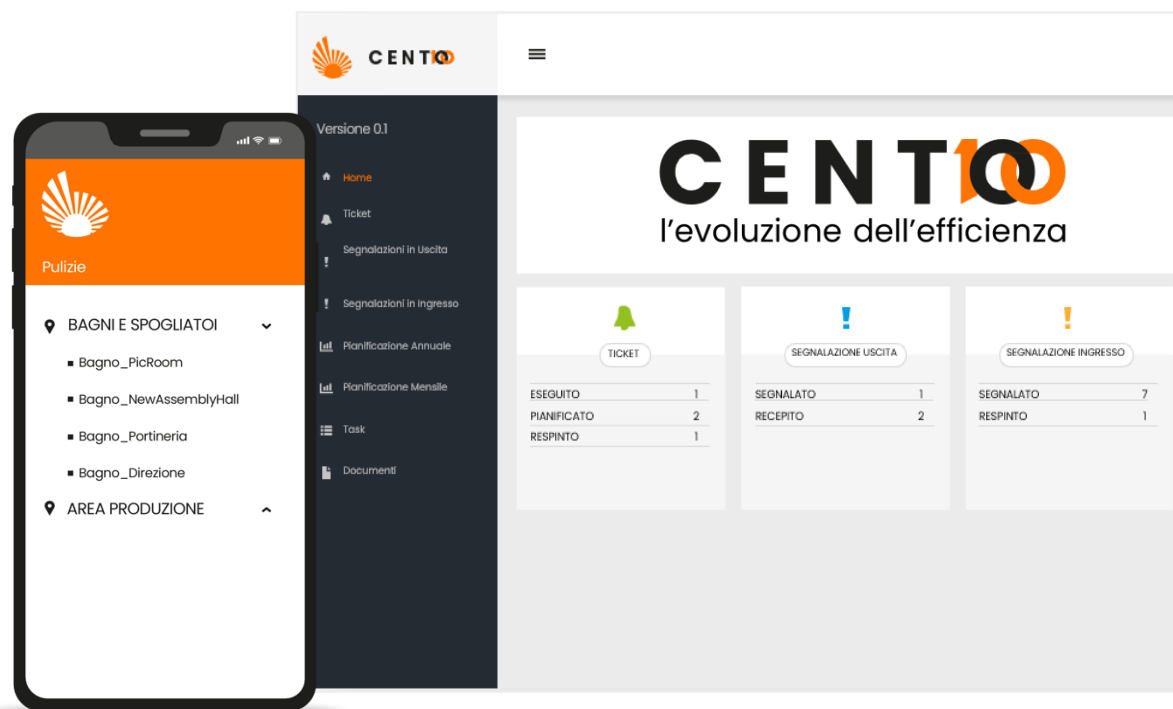 Pulizie
BAGNI E SPOGLIATOI
Bagno_PicRoom
Bagno_NewAssemblyHall
Bagno_Portineria
Bagno_Direzione
AREA PRODUZIONE
CENT100
Versione 0.1
Home
Ticket
Segnalazioni in Uscita
Segnalazioni in Ingresso
Pianificazione Annuale
Pianificazione Mensile
Task
Documenti
CENT100
l'evoluzione dell'efficienza
TICKET
ESEGUITO 1
PIANIFICATO 2
RESPINTO 1
SEGNALAZIONE USCITA
SEGNALATO 1
RECEPITO 2
SEGNALAZIONE INGRESSO
SEGNALATO 7
RESPINTO 1